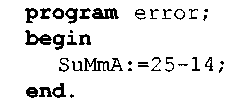 program error;
begin
SuMmA:=25-14;
end.